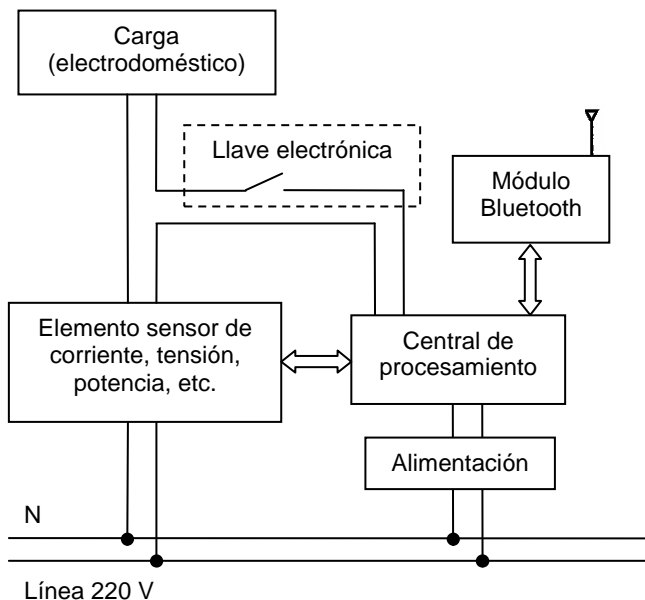 Carga
(electrodoméstico)
Llave electrónica
Módulo
Bluetooth
Elemento sensor de
corriente, tensión,
potencia, etc.
Central de
procesamiento
Alimentación
N
Línea 220 V